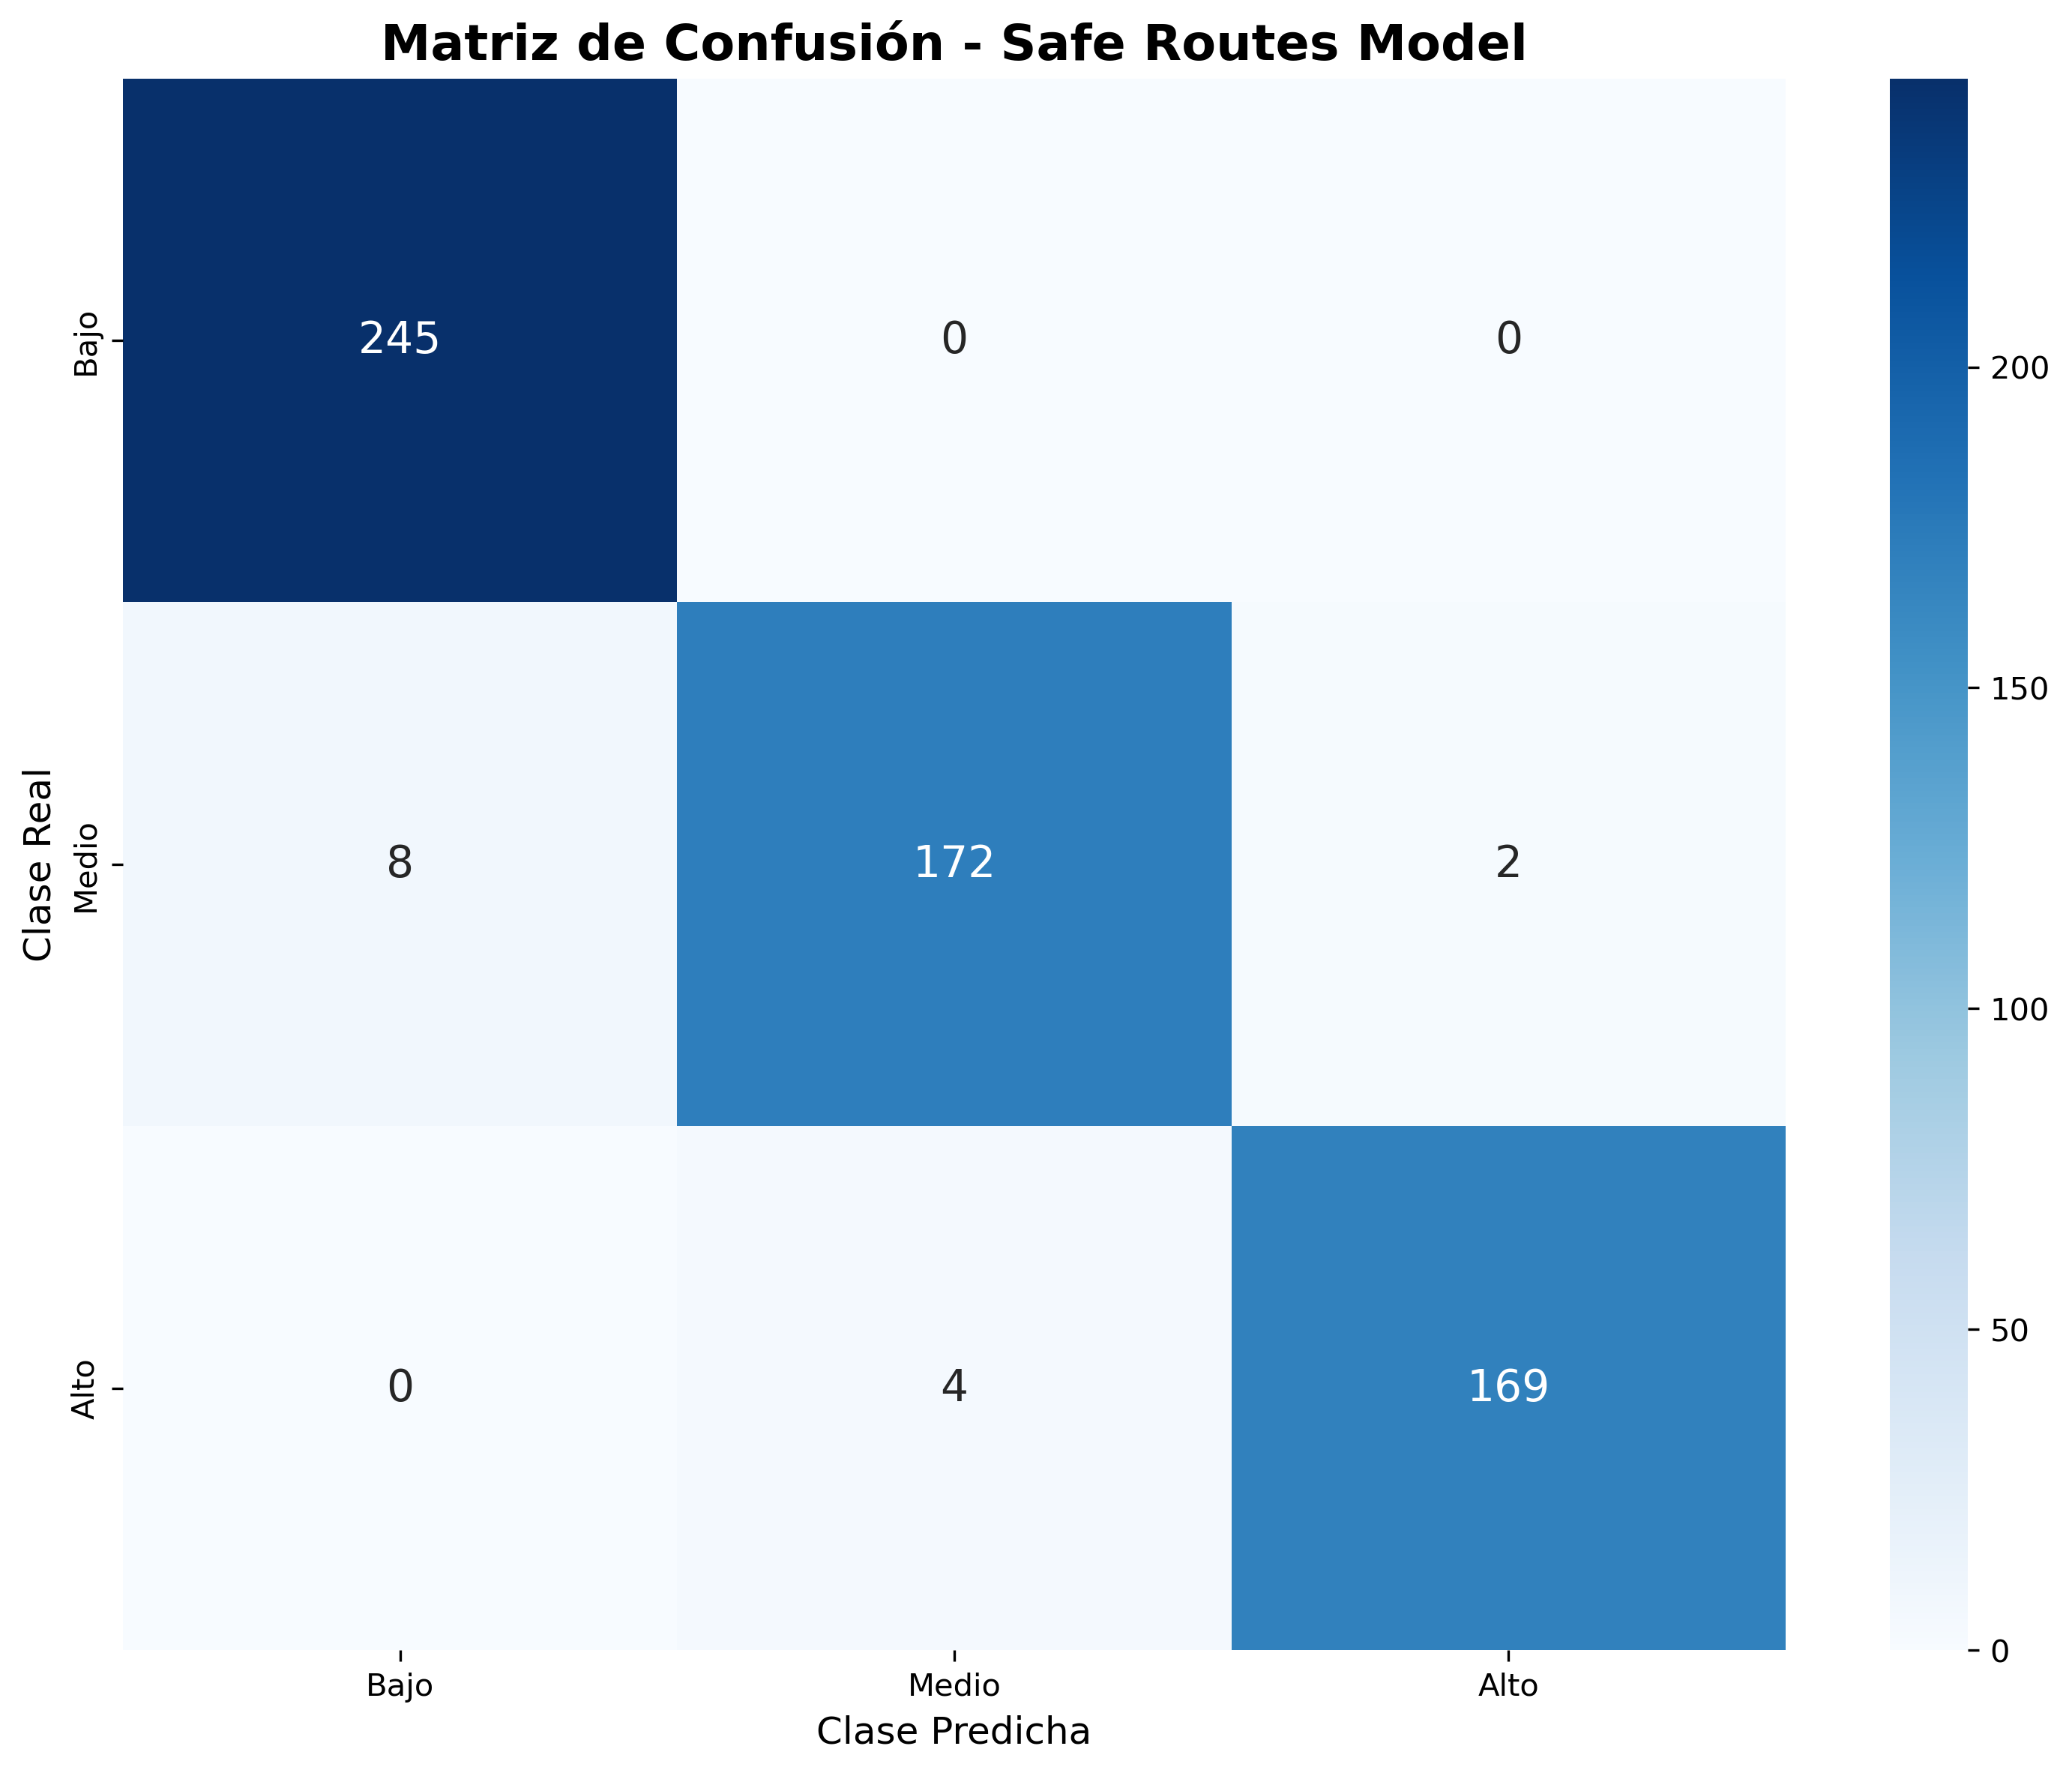 Matriz de Confusión - Safe Routes Model
Bajo
245
0
0
Medio
8
172
2
Alto
0
4
169
Clase Real
Bajo
Medio
Alto
Clase Predicha
200
150
100
50
0